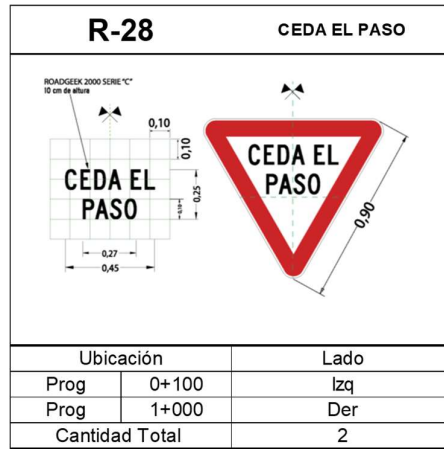 R-28 CEDA EL PASO
ROADGEEK 2000 SERIE "C"
10 cm de altura
0,10
0,10
CEDA EL
PASO
0,25
0,10
0,27
0,45
CEDA EL
PASO
0,90
Ubicación Lado
Prog 0+100 Izq
Prog 1+000 Der
Cantidad Total 2